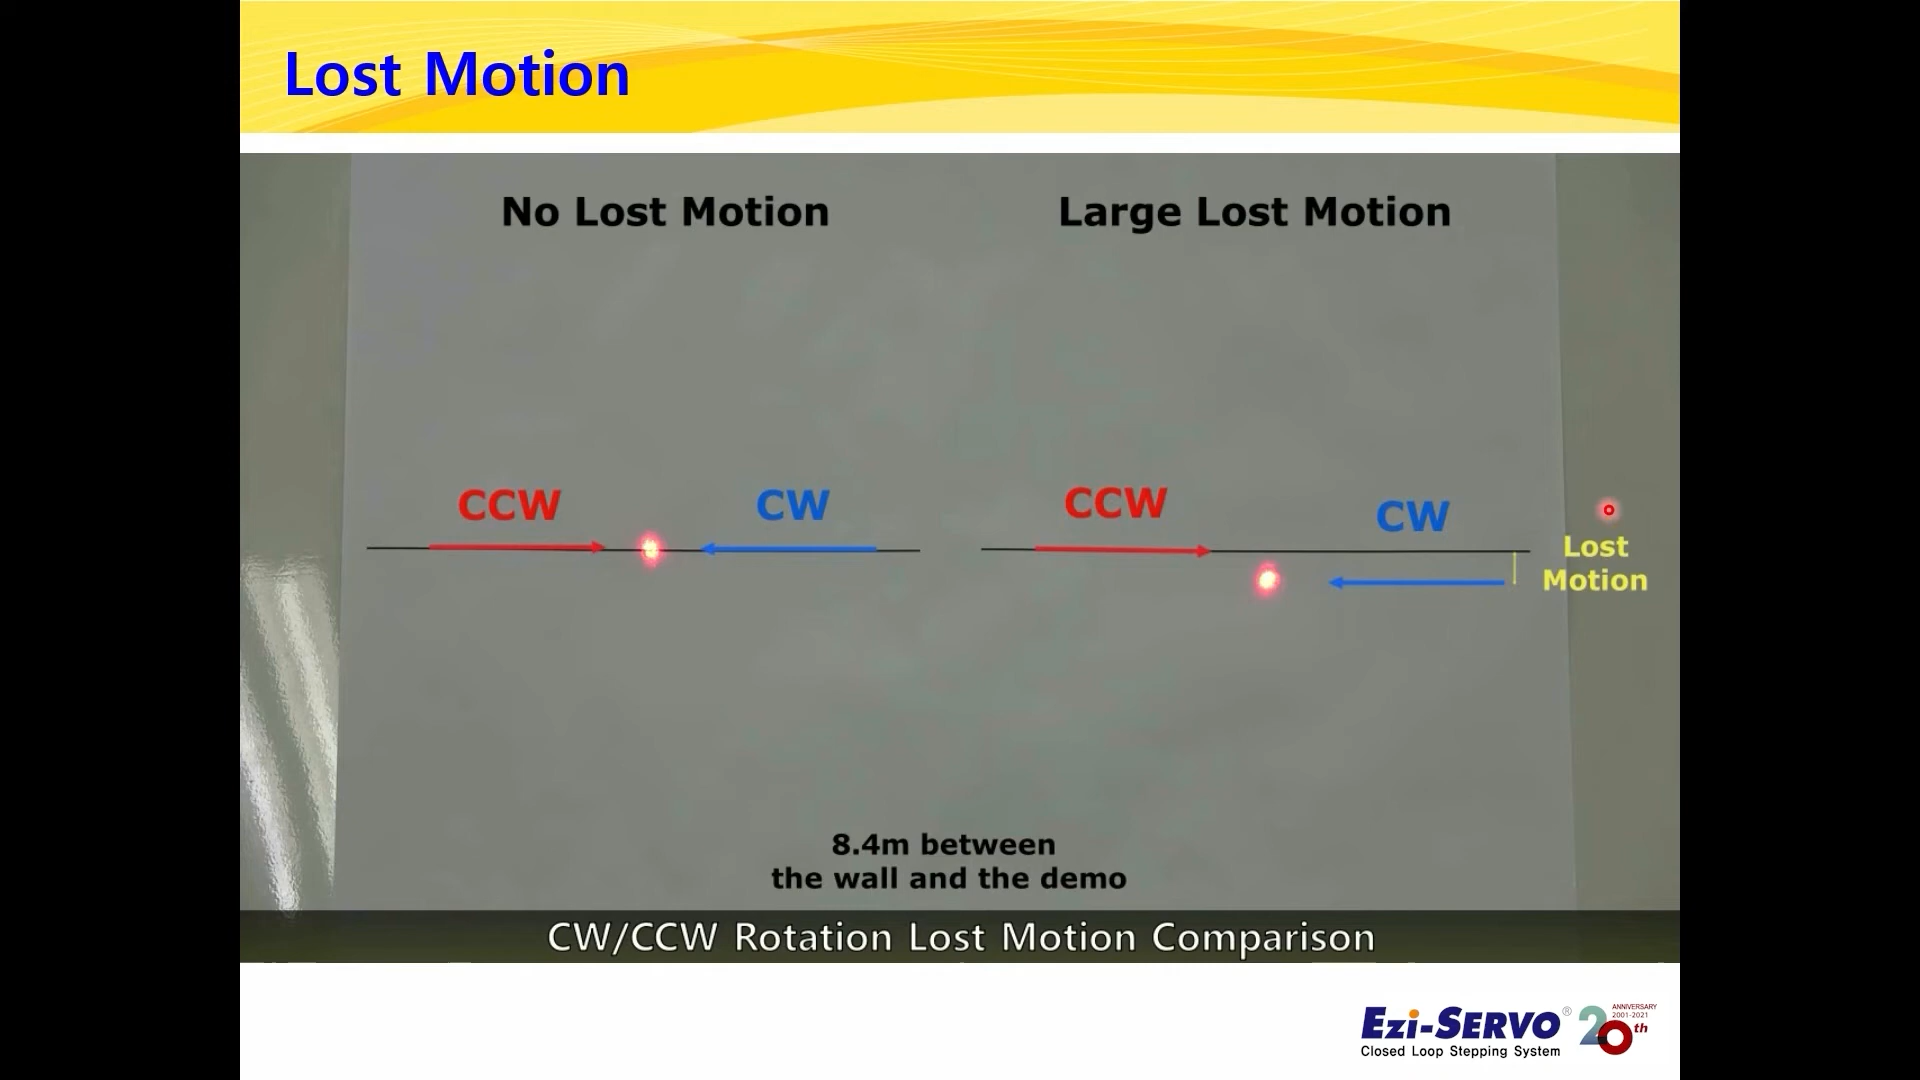 Lost Motion
No Lost Motion
Large Lost Motion
CCW
CW
CCW
CW
Lost
Motion
8.4m between
the wall and the demo
CW/CCW Rotation Lost Motion Comparison
Ezi-SERVO®
Closed Loop Stepping System
ANNIVERSARY
2001-2021
20th